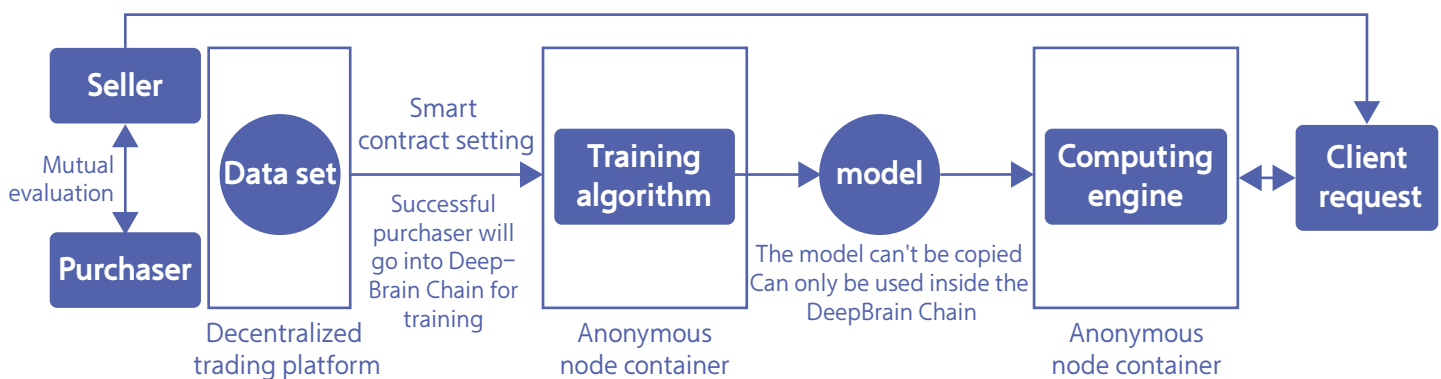 Seller
Mutual
evaluation
Purchaser
Data set
Decentralized
trading platform
Smart
contract setting
Successful
purchaser will
go into Deep-
Brain Chain for
training
Training
algorithm
Anonymous
node container
model
The model can't be copied
Can only be used inside the
DeepBrain Chain
Computing
engine
Anonymous
node container
Client
request